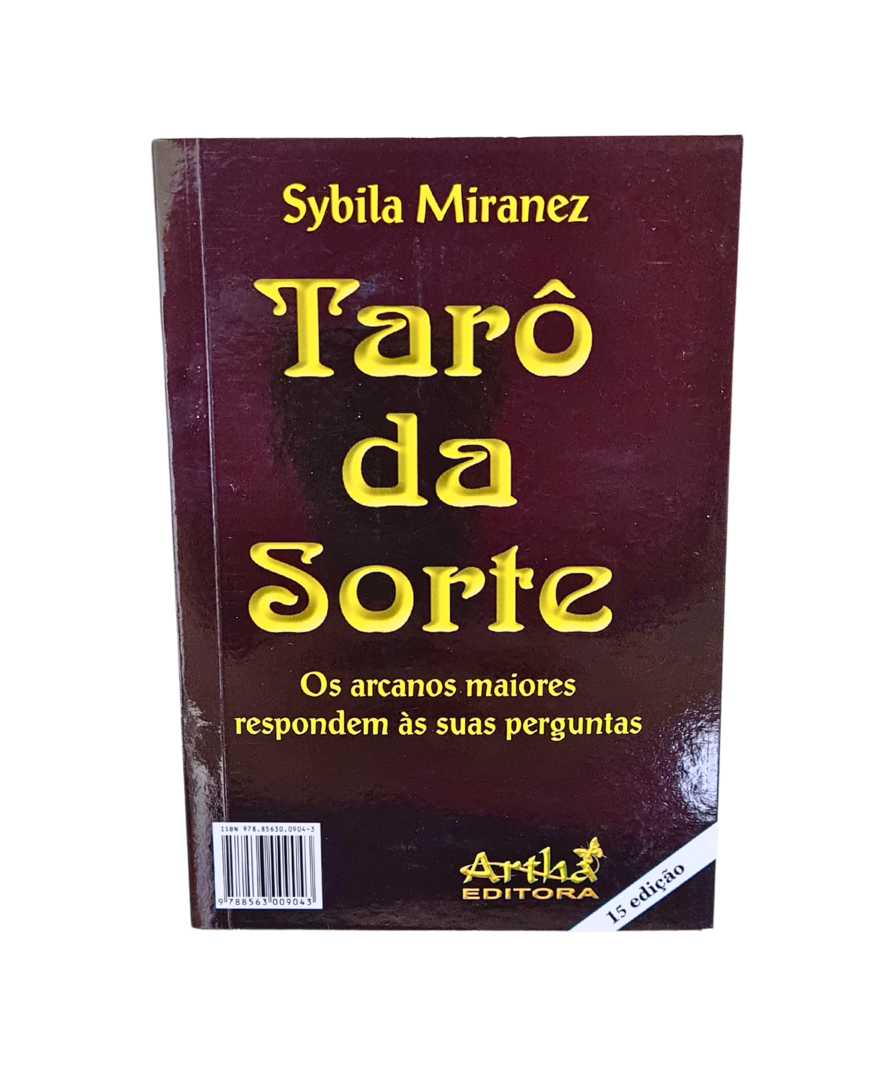 Sybila Miranez
Tarô
da
Sorte
Os arcanos maiores
respondem às suas perguntas
ISBN 978.85630.0904-3
9 788563 009043
Artha
EDITORA
15 edição